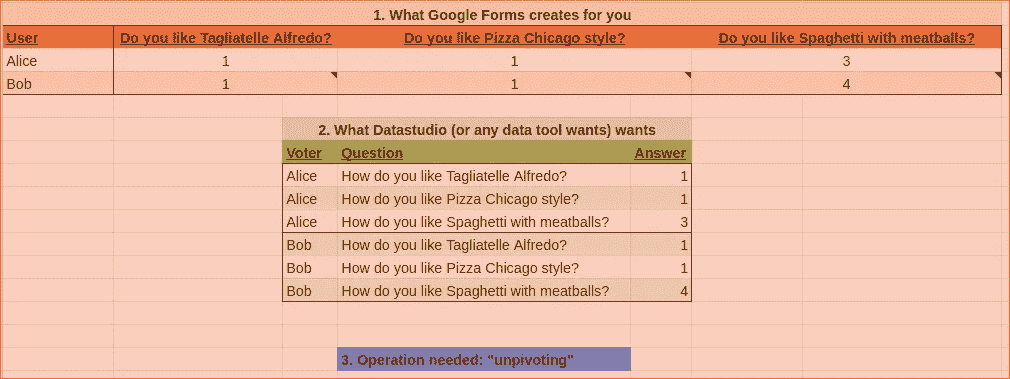 1. What Google Forms creates for you
User Do you like Tagliatelle Alfredo? Do you like Pizza Chicago style? Do you like Spaghetti with meatballs?
Alice 1 1 3
Bob 1 1 4
2. What Datastudio (or any data tool wants) wants
Voter Question Answer
Alice How do you like Tagliatelle Alfredo? 1
Alice How do you like Pizza Chicago style? 1
Alice How do you like Spaghetti with meatballs? 3
Bob How do you like Tagliatelle Alfredo? 1
Bob How do you like Pizza Chicago style? 1
Bob How do you like Spaghetti with meatballs? 4
3. Operation needed: "unpivoting"